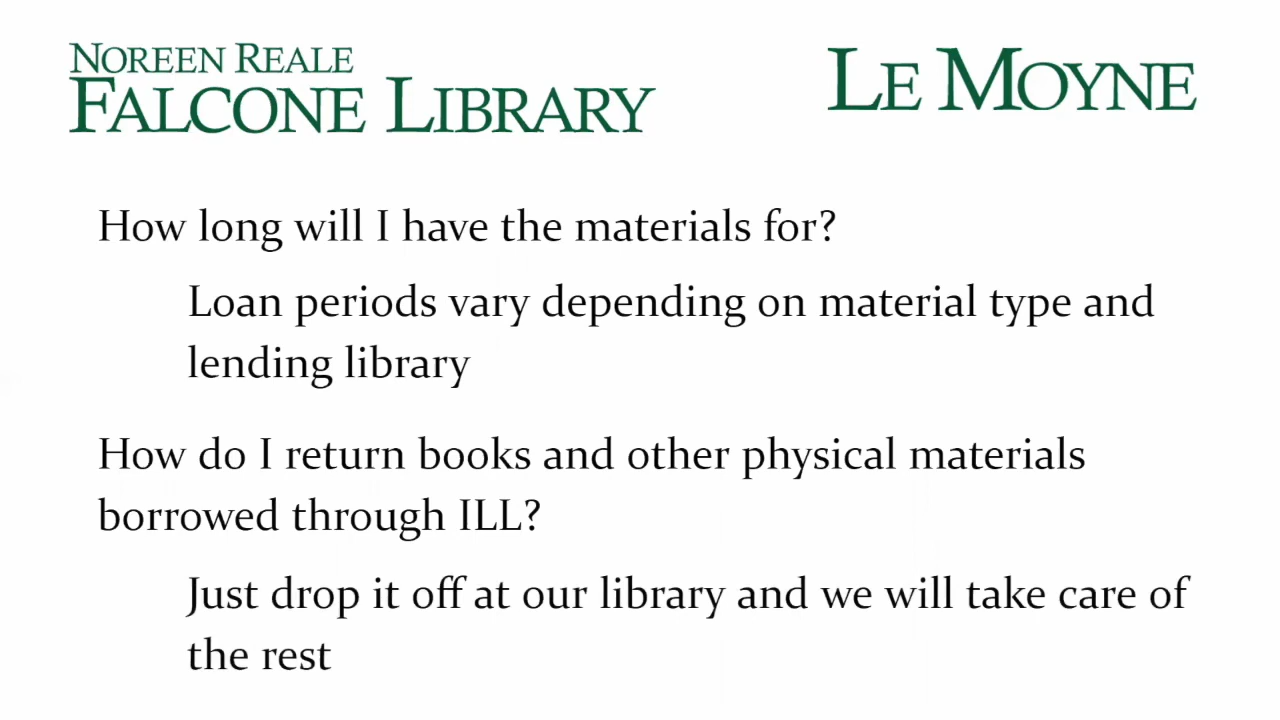 NOREEN REALE
FALCONE LIBRARY
LE MOYNE
How long will I have the materials for?
Loan periods vary depending on material type and
lending library
How do I return books and other physical materials
borrowed through ILL?
Just drop it off at our library and we will take care of
the rest